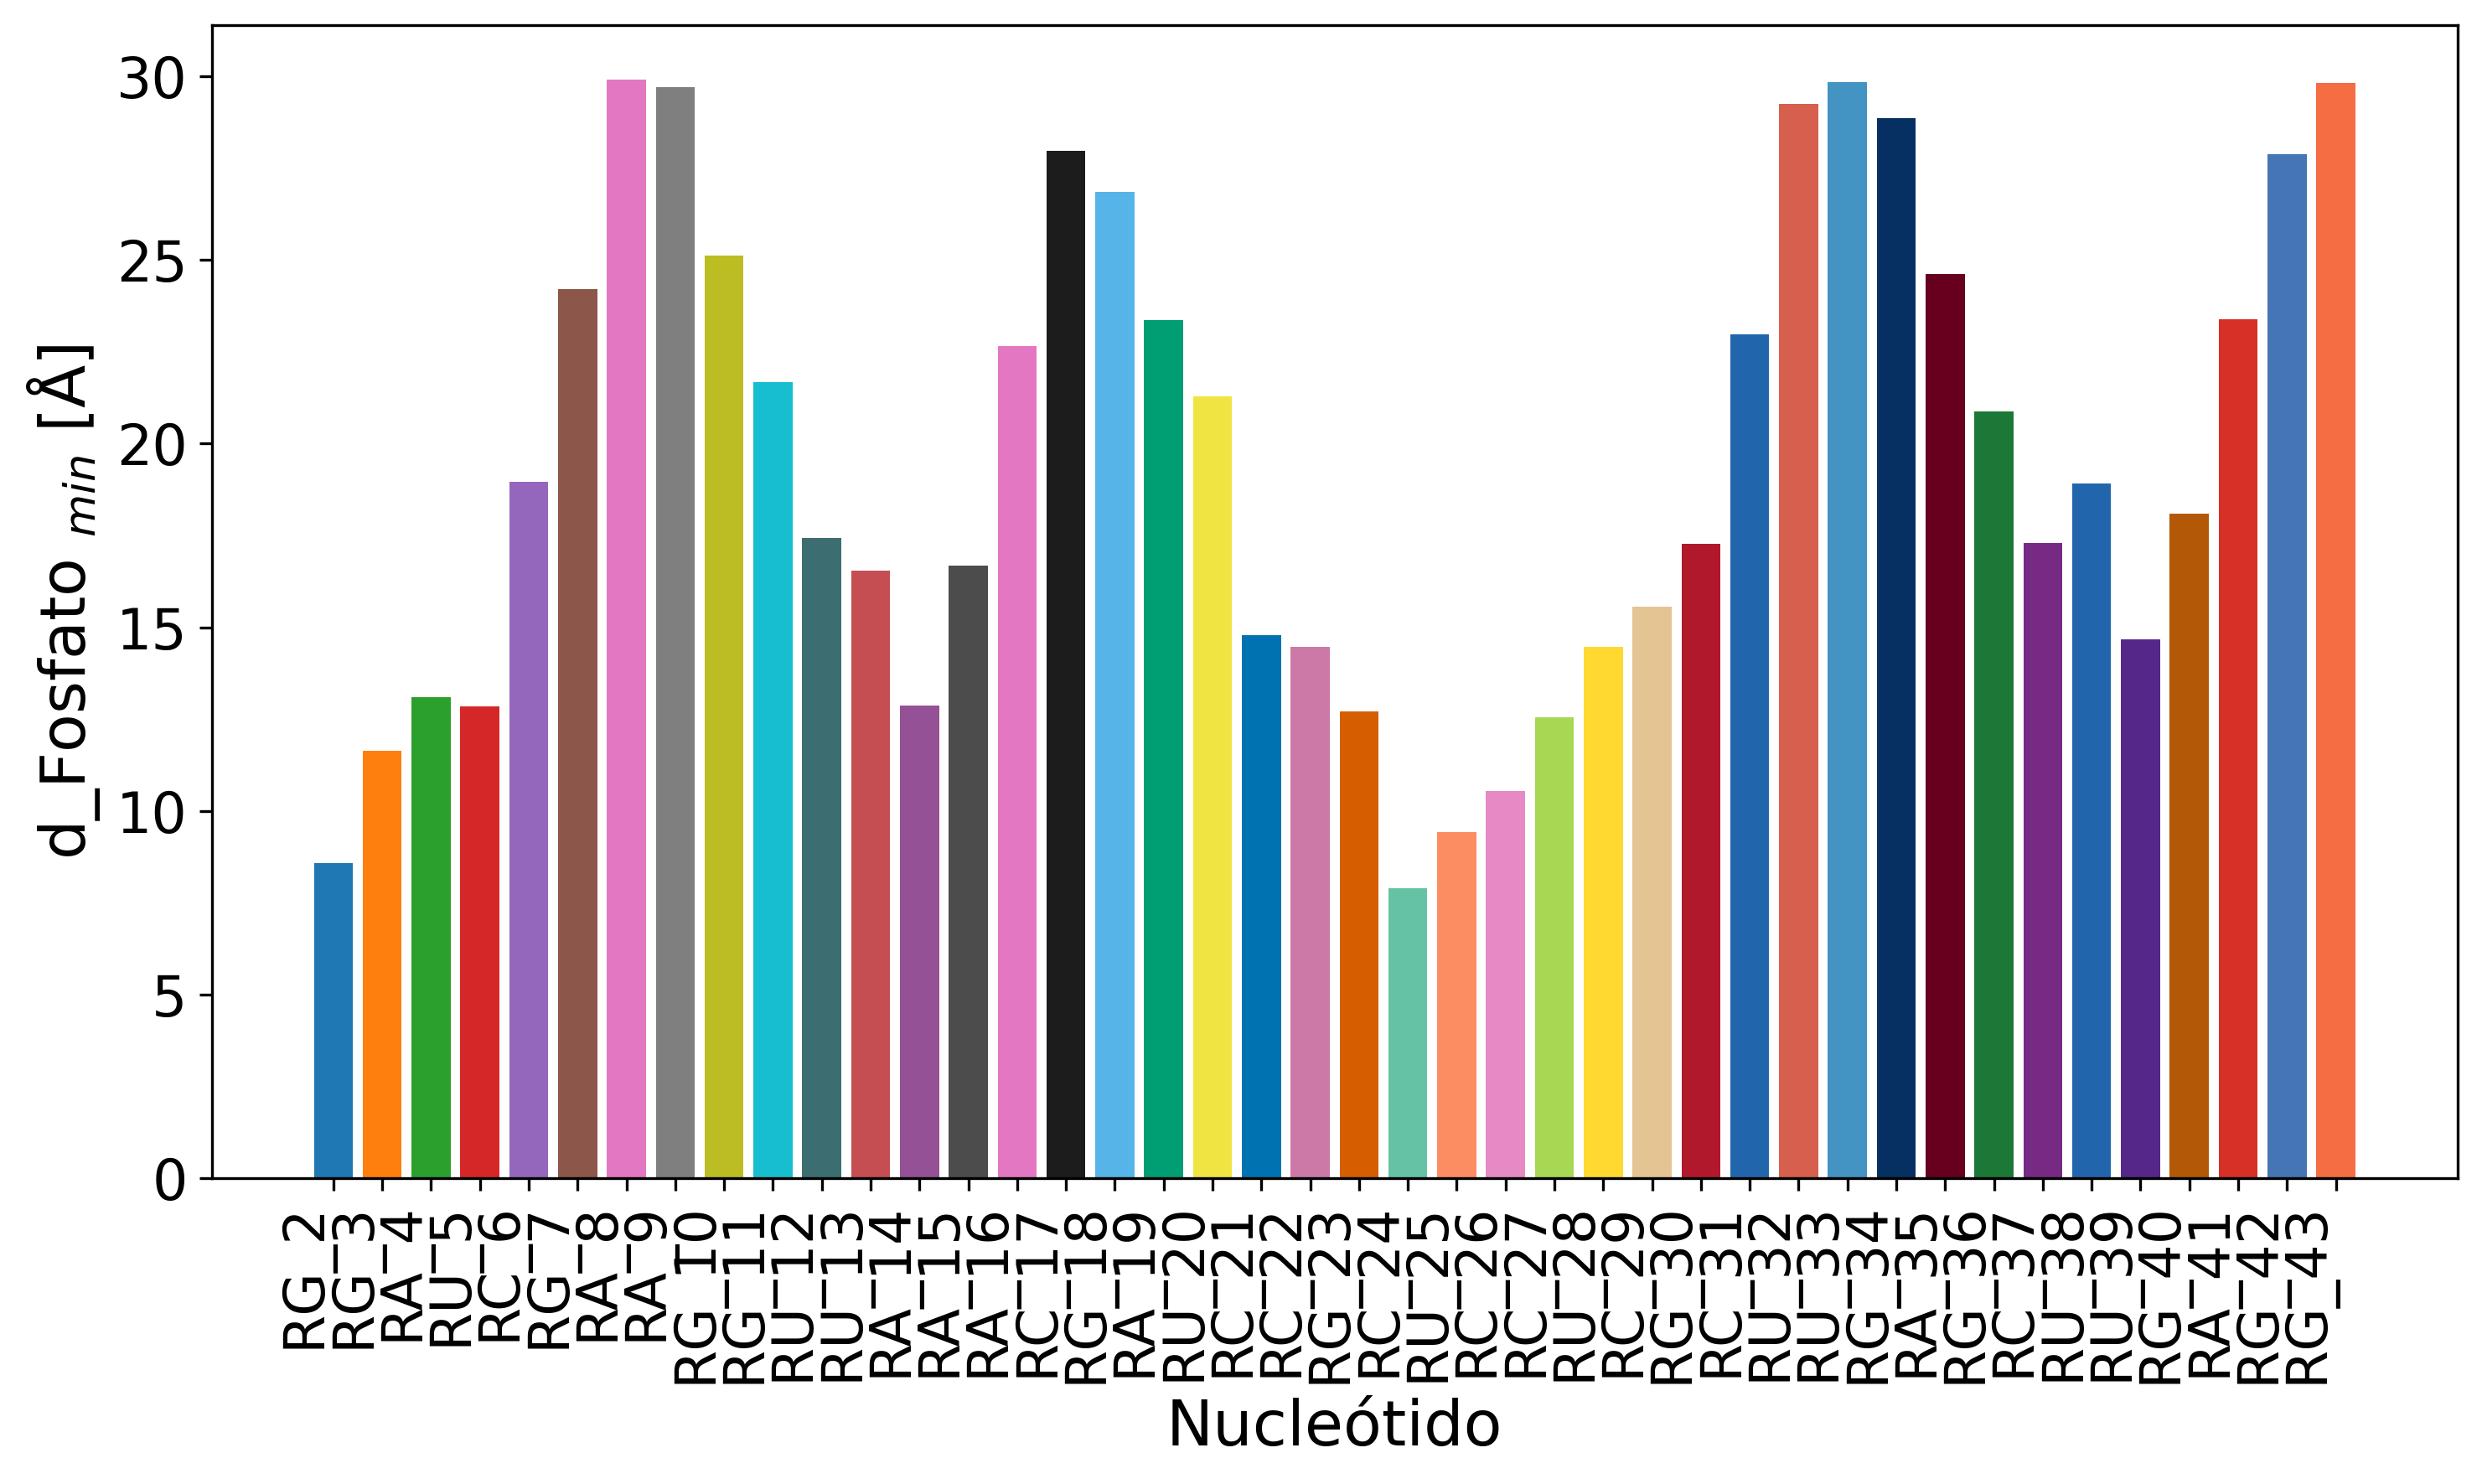 30
25
20
15
10
5
0
d_Fosfato min [Å]
RG_2
RG_3
RA_4
RU_5
RC_6
RG_7
RA_8
RA_9
RG_10
RG_11
RU_12
RU_13
RA_14
RA_15
RA_16
RC_17
RG_18
RA_19
RU_20
RC_21
RC_22
RG_23
RC_24
RU_25
RC_26
RC_27
RU_28
RC_29
RG_30
RC_31
RU_32
RU_33
RG_34
RA_35
RG_36
RC_37
RU_38
RU_39
RG_40
RA_41
RG_42
RG_43
Nucleótido